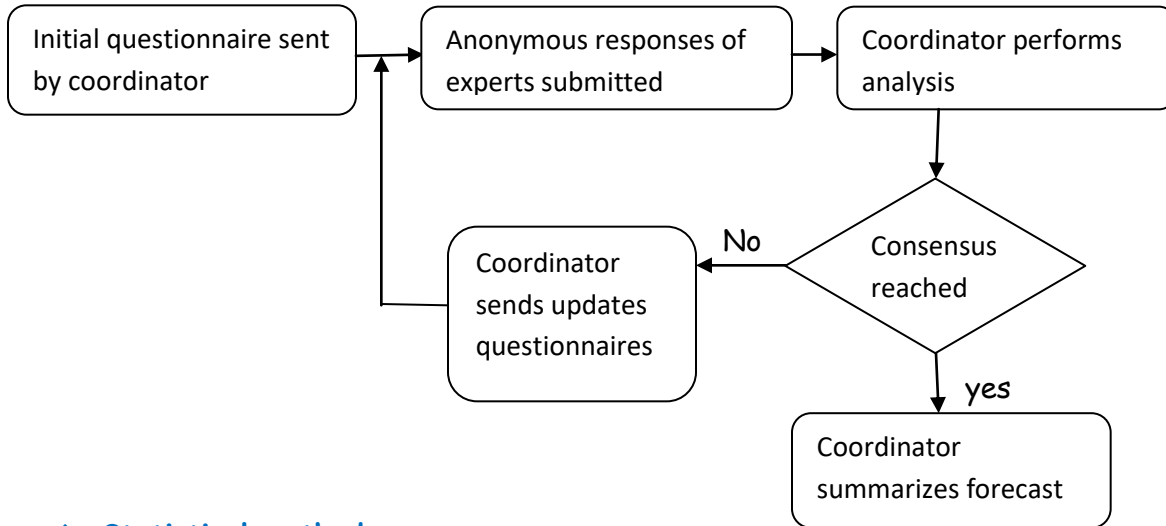 Initial questionnaire sent
by coordinator
Anonymous responses of
experts submitted
Coordinator performs
analysis
Consensus
reached
No
Coordinator
sends updates
questionnaires
yes
Coordinator
summarizes forecast